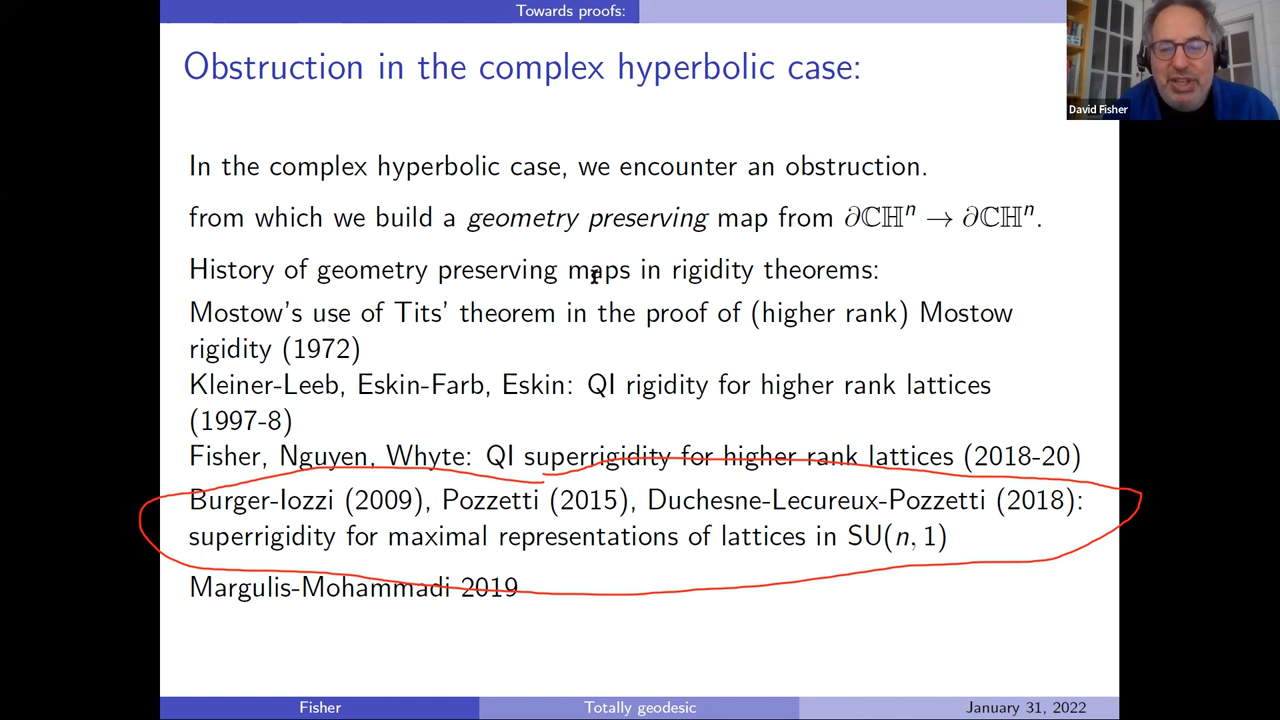 Towards proofs:
Obstruction in the complex hyperbolic case:
David Fisher
In the complex hyperbolic case, we encounter an obstruction.
from which we build a geometry preserving map from ∂ℂℍⁿ → ∂ℂℍⁿ.
History of geometry preserving maps in rigidity theorems:
Mostow's use of Tits' theorem in the proof of (higher rank) Mostow
rigidity (1972)
Kleiner-Leeb, Eskin-Farb, Eskin: QI rigidity for higher rank lattices
(1997-8)
Fisher, Nguyen, Whyte: QI superrigidity for higher rank lattices (2018-20)
Burger-Iozzi (2009), Pozzetti (2015), Duchesne-Lecureux-Pozzetti (2018):
superrigidity for maximal representations of lattices in SU(n, 1)
Margulis-Mohammadi 2019
Fisher Totally geodesic January 31, 2022